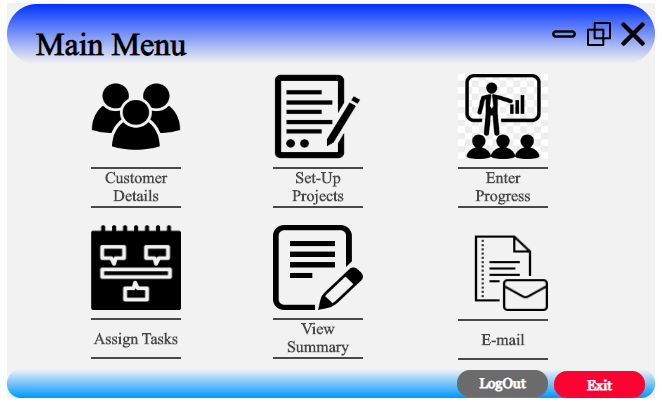 Main Menu
Customer
Details
Set-Up
Projects
Enter
Progress
Assign Tasks
View
Summary
E-mail
LogOut
Exit